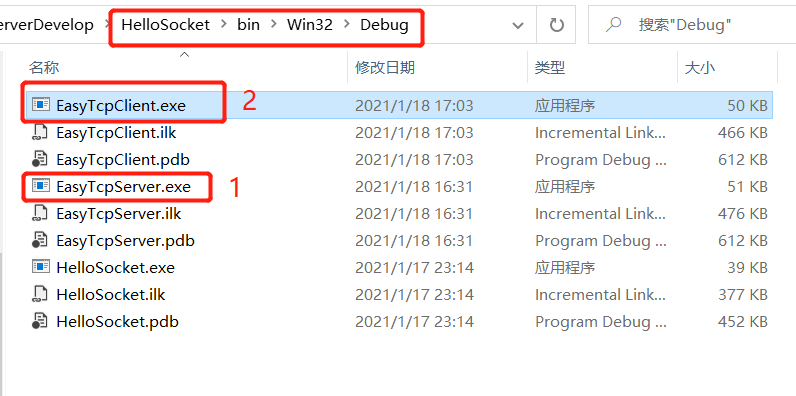 erverDevelop > HelloSocket > bin > Win32 > Debug 搜索"Debug"
名称 修改日期 类型 大小
EasyTcpClient.exe 2 2021/1/18 17:03 应用程序 50 KB
EasyTcpClient.ilk 2021/1/18 17:03 Incremental Link... 466 KB
EasyTcpClient.pdb 2021/1/18 17:03 Program Debug ... 612 KB
EasyTcpServer.exe 1 2021/1/18 16:31 应用程序 51 KB
EasyTcpServer.ilk 2021/1/18 16:31 Incremental Link... 476 KB
EasyTcpServer.pdb 2021/1/18 16:31 Program Debug ... 612 KB
HelloSocket.exe 2021/1/17 23:14 应用程序 39 KB
HelloSocket.ilk 2021/1/17 23:14 Incremental Link... 377 KB
HelloSocket.pdb 2021/1/17 23:14 Program Debug ... 452 KB